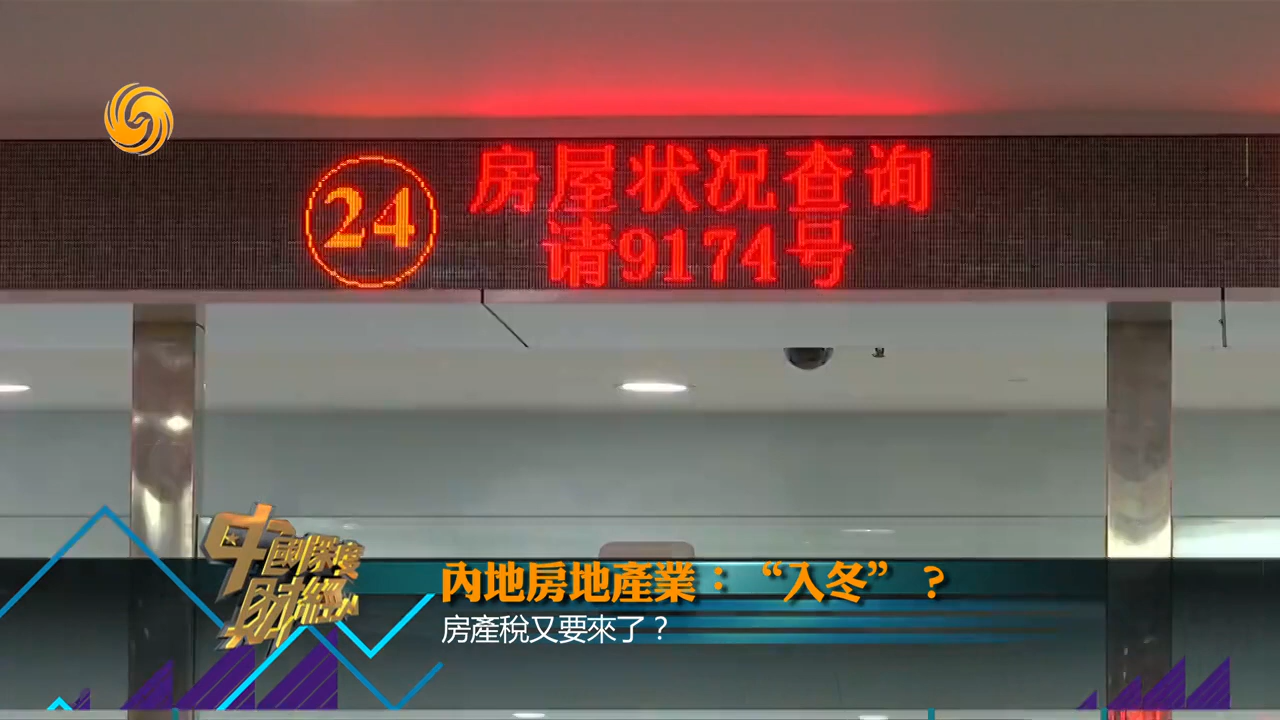 24
房屋状况查询
请9174号
中國深度
財經
內地房地產業：“入冬”？
房產稅又要來了？